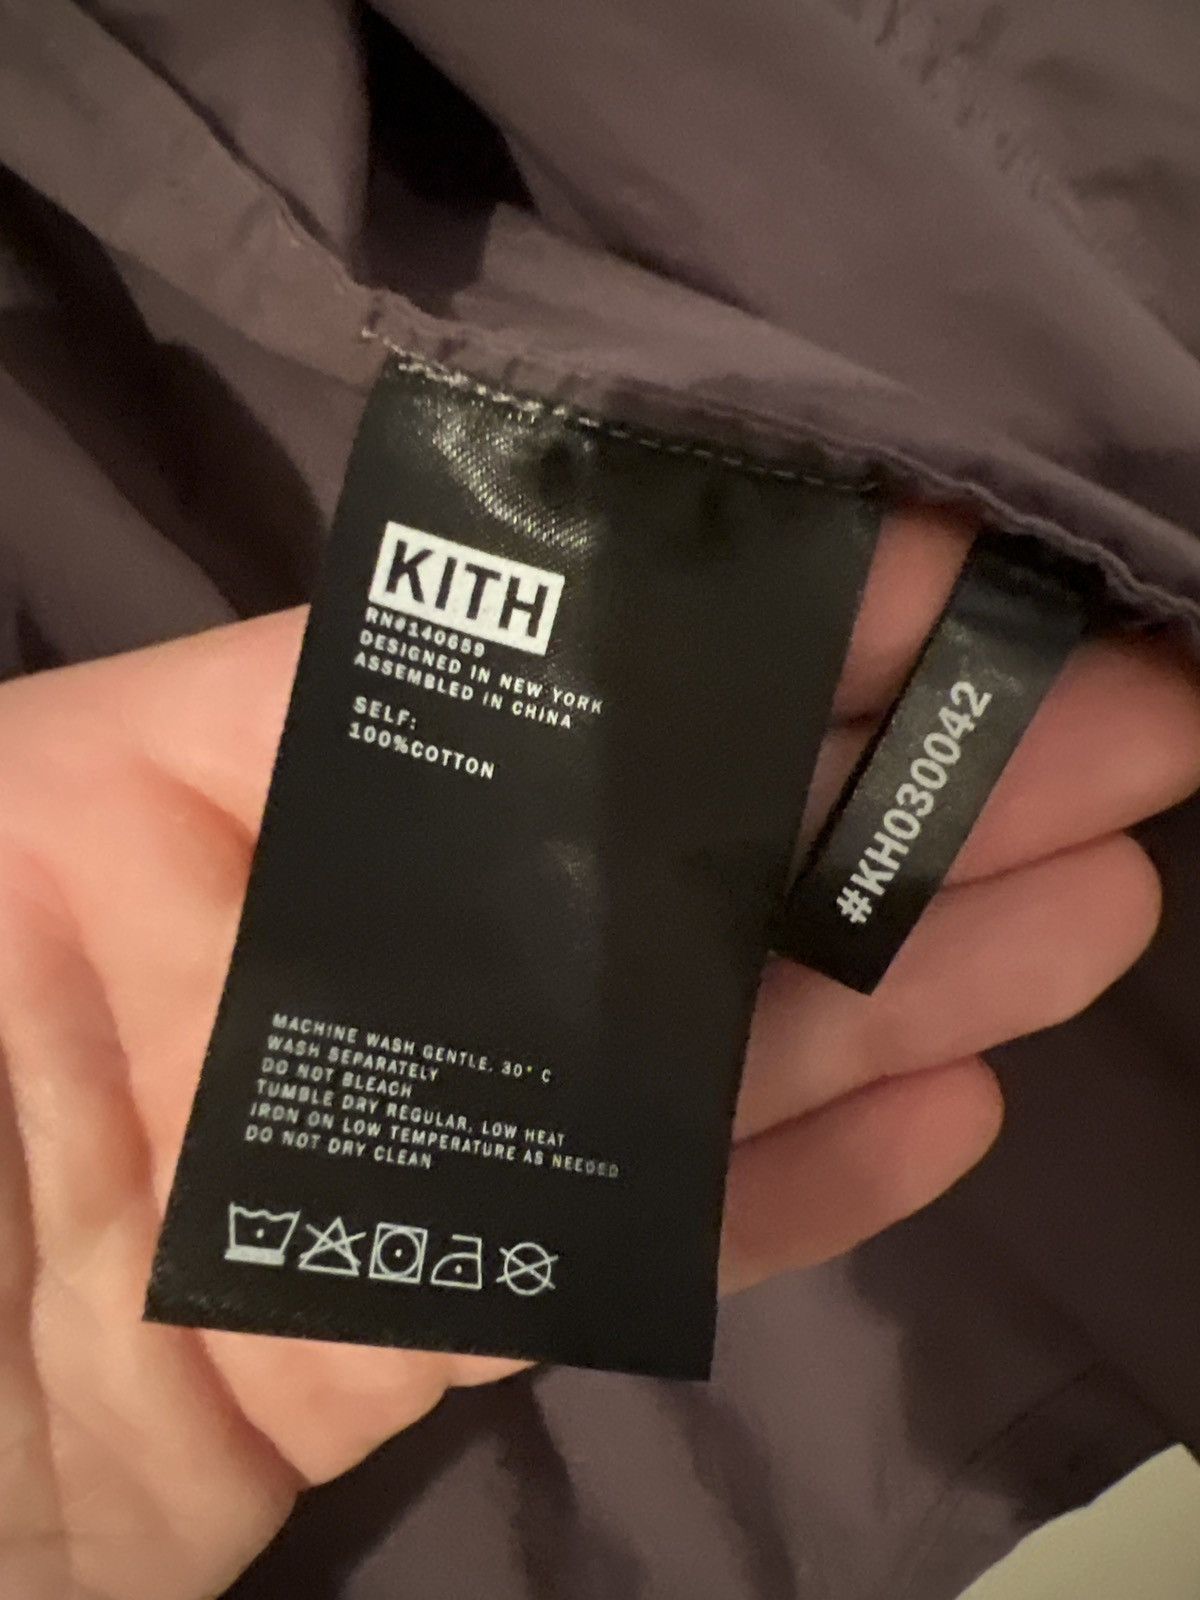 KITH
RN#140659
DESIGNED IN NEW YORK
ASSEMBLED IN CHINA
SELF:
100%COTTON
MACHINE WASH GENTLE, 30° C
WASH SEPARATELY
DO NOT BLEACH
TUMBLE DRY REGULAR, LOW HEAT
IRON ON LOW TEMPERATURE AS NEEDED
DO NOT DRY CLEAN
#KH030042